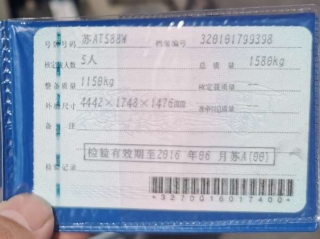 号牌号码 苏AT588W 档案编号 320101799398
核定载人数 5人 总质量 1580kg
整备质量 1150kg 核定载质量
外廓尺寸 4442×1748×1476mm 准牵引总质量
备注
检验有效期至2016年06月苏A(00)
检验记录
*3270016017400*